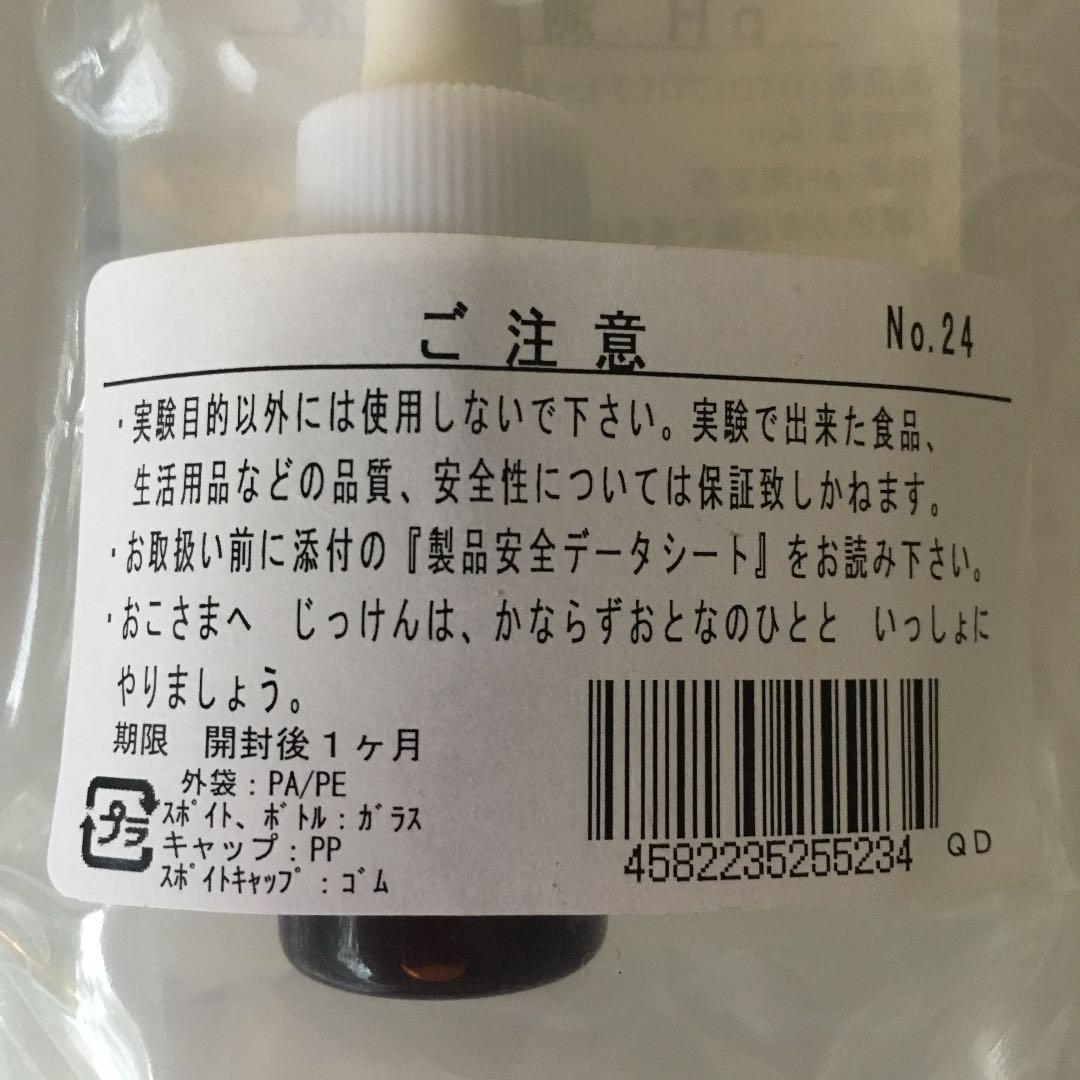 ご注意
No.24
・実験目的以外には使用しないで下さい。実験で出来た食品、
生活用品などの品質、安全性については保証致しかねます。
・お取扱い前に添付の『製品安全データシート』をお読み下さい。
・おこさまへ　じっけんは、かならずおとなのひとと　いっしょに
やりましょう。
期限　開封後1ヶ月
外袋：PA/PE
ｽﾎﾟｲﾄ、ﾎﾞﾄﾙ：ｶﾞﾗｽ
キャップ：PP
ｽﾎﾟｲﾄｷｬｯﾌﾟ：ｺﾞﾑ
プラ
4582235255234
QD